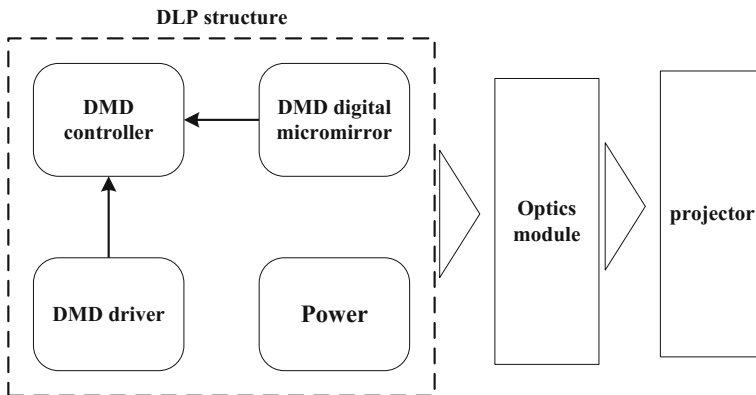 DLP structure
DMD
controller
DMD digital
micromirror
DMD driver
Power
Optics
module
projector